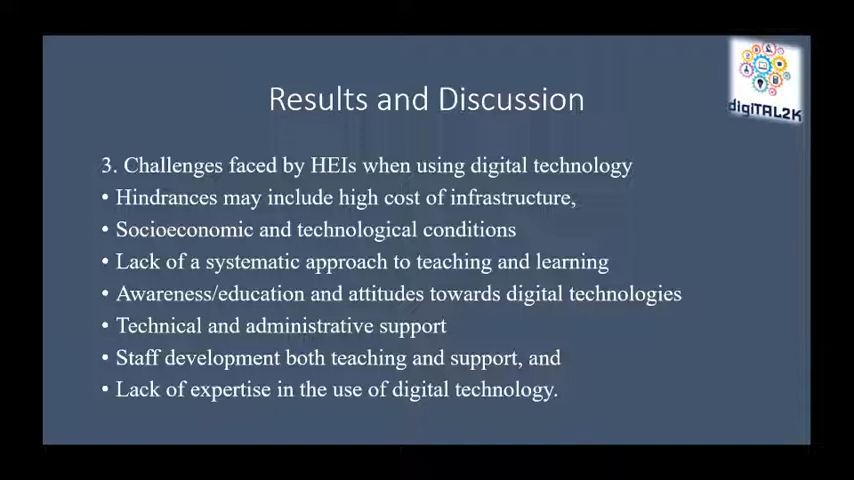 digiTAL2K
Results and Discussion
3. Challenges faced by HEIs when using digital technology
• Hindrances may include high cost of infrastructure,
• Socioeconomic and technological conditions
• Lack of a systematic approach to teaching and learning
• Awareness/education and attitudes towards digital technologies
• Technical and administrative support
• Staff development both teaching and support, and
• Lack of expertise in the use of digital technology.